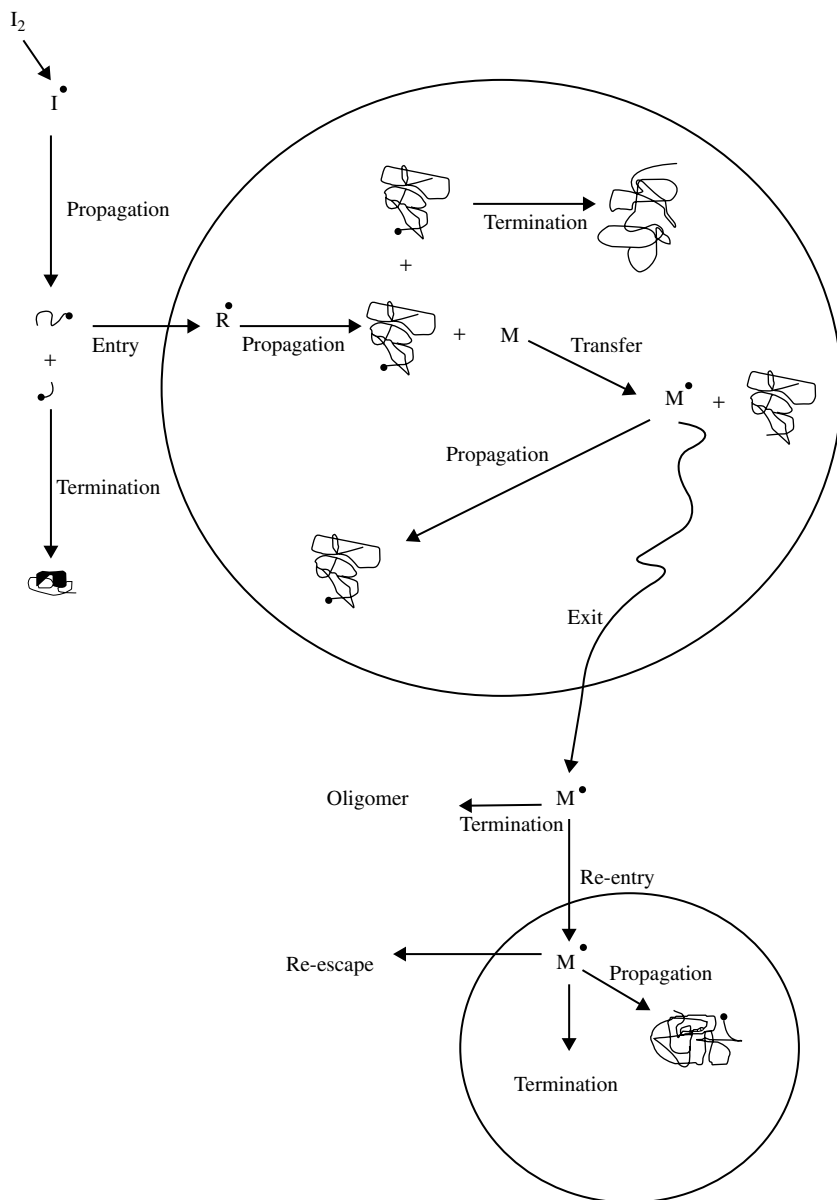 I₂
I•
Propagation
Termination
+
R•
Entry
Propagation
+
M
Transfer
+
M• +
Propagation
Termination
Exit
Oligomer
M•
Termination
Re-entry
M•
Re-escape
Propagation
Termination